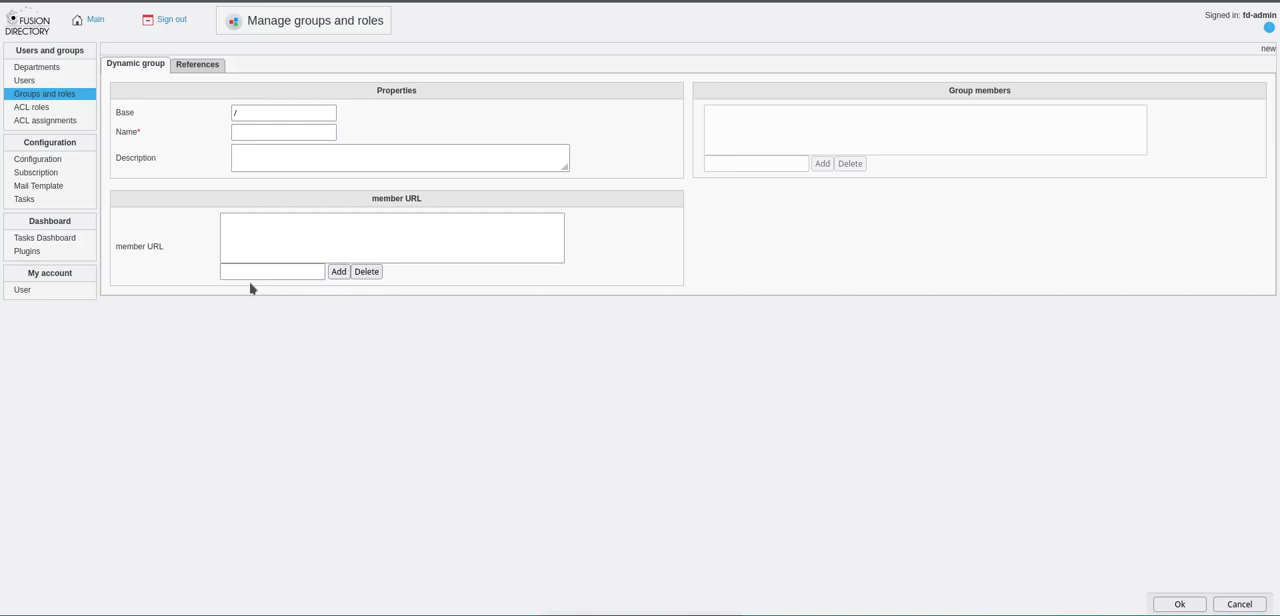 FUSION
DIRECTORY
Main
Sign out
Manage groups and roles
Signed in: fd-admin
Users and groups
Departments
Users
Groups and roles
ACL roles
ACL assignments
Configuration
Configuration
Subscription
Mail Template
Tasks
Dashboard
Tasks Dashboard
Plugins
My account
User
new
Dynamic group
References
Properties
Base
/
Name*
Description
Group members
Add
Delete
member URL
member URL
Add
Delete
Ok
Cancel